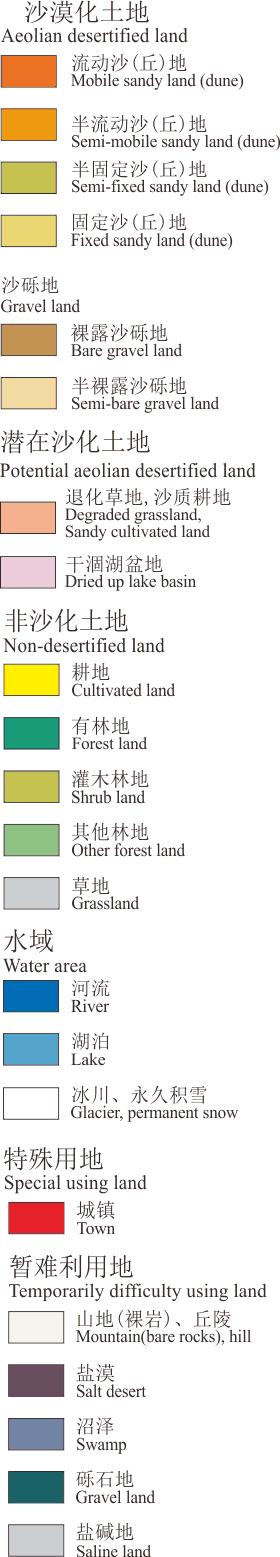 沙漠化土地
Aeolian desertified land
流动沙(丘)地
Mobile sandy land (dune)
半流动沙(丘)地
Semi-mobile sandy land (dune)
半固定沙(丘)地
Semi-fixed sandy land (dune)
固定沙(丘)地
Fixed sandy land (dune)
沙砾地
Gravel land
裸露沙砾地
Bare gravel land
半裸露沙砾地
Semi-bare gravel land
潜在沙化土地
Potential aeolian desertified land
退化草地,沙质耕地
Degraded grassland,
Sandy cultivated land
干涸湖盆地
Dried up lake basin
非沙化土地
Non-desertified land
耕地
Cultivated land
有林地
Forest land
灌木林地
Shrub land
其他林地
Other forest land
草地
Grassland
水域
Water area
河流
River
湖泊
Lake
冰川、永久积雪
Glacier, permanent snow
特殊用地
Special using land
城镇
Town
暂难利用地
Temporarily difficulty using land
山地(裸岩)、丘陵
Mountain(bare rocks), hill
盐漠
Salt desert
沼泽
Swamp
砾石地
Gravel land
盐碱地
Saline land